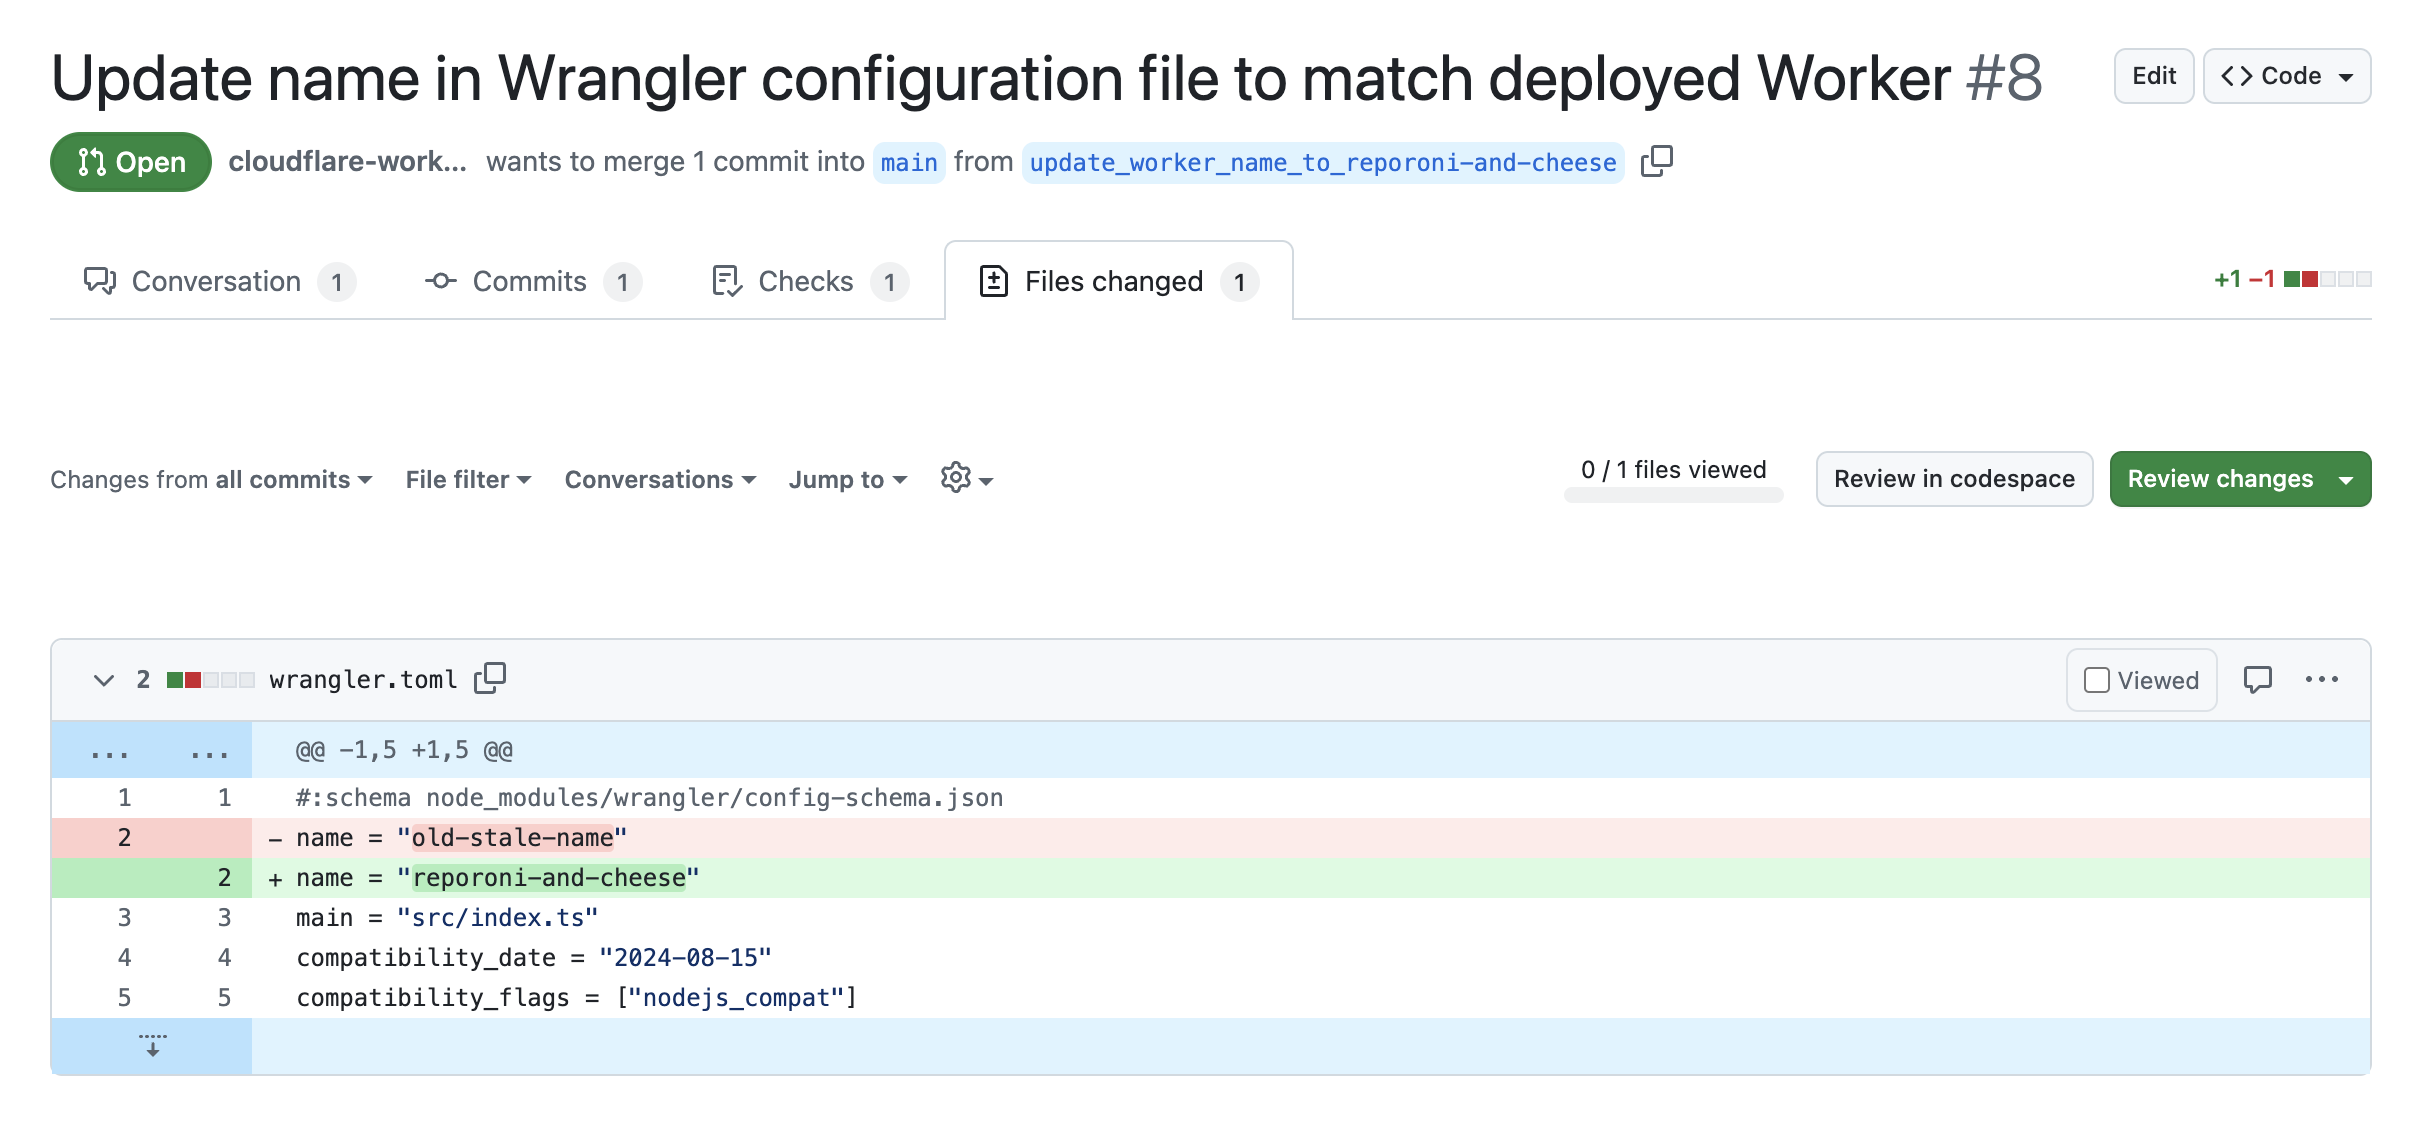 Update name in Wrangler configuration file to match deployed Worker #8
Edit
<> Code
Open
cloudflare-work... wants to merge 1 commit into main from update_worker_name_to_reporoni-and-cheese
Conversation 1
Commits 1
Checks 1
Files changed 1
+1 −1
Changes from all commits
File filter
Conversations
Jump to
0 / 1 files viewed
Review in codespace
Review changes
2 wrangler.toml
Viewed
... ... @@ -1,5 +1,5 @@
1 1 #:schema node_modules/wrangler/config-schema.json
2 - name = "old-stale-name"
2 + name = "reporoni-and-cheese"
3 3 main = "src/index.ts"
4 4 compatibility_date = "2024-08-15"
5 5 compatibility_flags = ["nodejs_compat"]